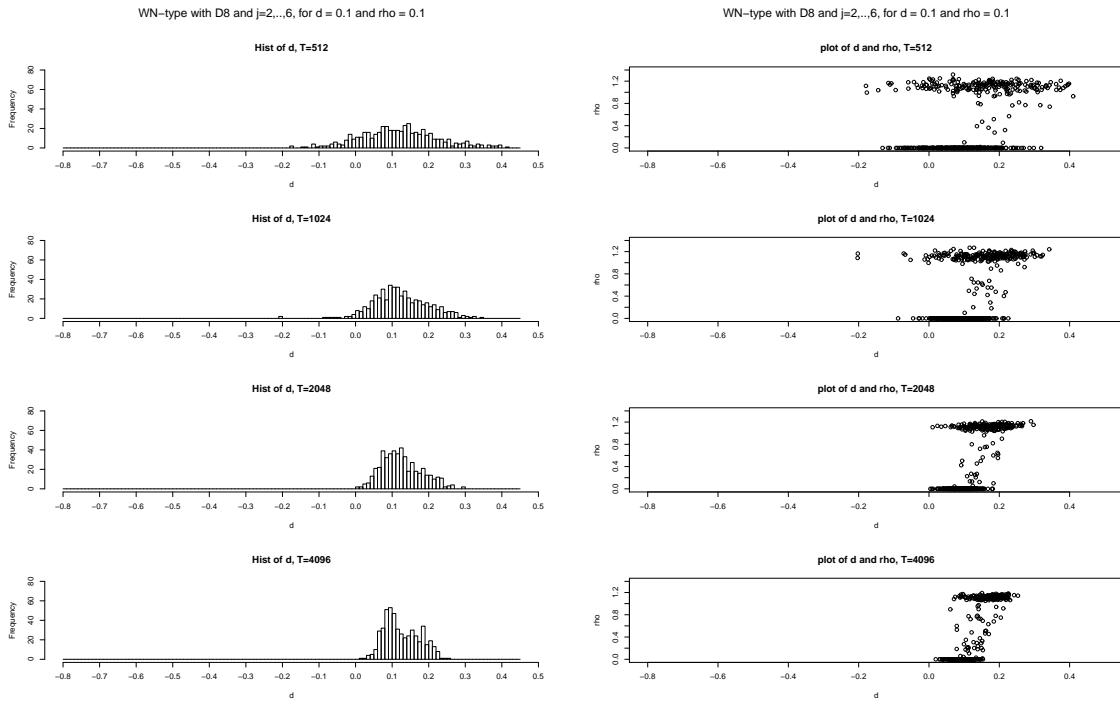 WN−type with D8 and j=2,..,6, for d = 0.1 and rho = 0.1
Hist of d, T=512
Frequency
0 20 40 60 80
−0.8 −0.7 −0.6 −0.5 −0.4 −0.3 −0.2 −0.1 0.0 0.1 0.2 0.3 0.4 0.5
d
Hist of d, T=1024
Frequency
0 20 40 60 80
−0.8 −0.7 −0.6 −0.5 −0.4 −0.3 −0.2 −0.1 0.0 0.1 0.2 0.3 0.4 0.5
d
Hist of d, T=2048
Frequency
0 20 40 60 80
−0.8 −0.7 −0.6 −0.5 −0.4 −0.3 −0.2 −0.1 0.0 0.1 0.2 0.3 0.4 0.5
d
Hist of d, T=4096
Frequency
0 20 40 60 80
−0.8 −0.7 −0.6 −0.5 −0.4 −0.3 −0.2 −0.1 0.0 0.1 0.2 0.3 0.4 0.5
d
WN−type with D8 and j=2,..,6, for d = 0.1 and rho = 0.1
plot of d and rho, T=512
rho
0.0 0.4 0.8 1.2
−0.8 −0.6 −0.4 −0.2 0.0 0.2 0.4
d
plot of d and rho, T=1024
rho
0.0 0.4 0.8 1.2
−0.8 −0.6 −0.4 −0.2 0.0 0.2 0.4
d
plot of d and rho, T=2048
rho
0.0 0.4 0.8 1.2
−0.8 −0.6 −0.4 −0.2 0.0 0.2 0.4
d
plot of d and rho, T=4096
rho
0.0 0.4 0.8 1.2
−0.8 −0.6 −0.4 −0.2 0.0 0.2 0.4
d